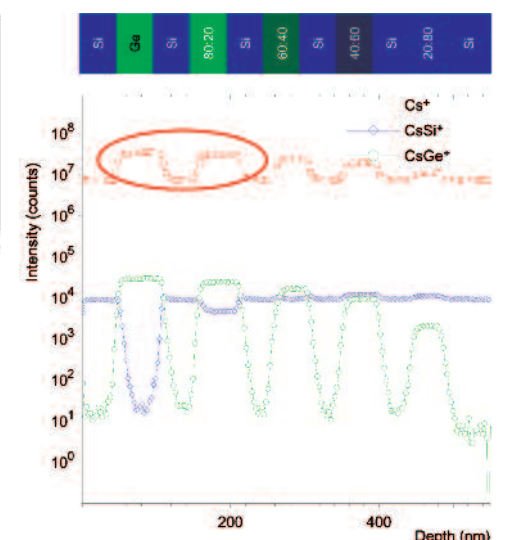 Si Ge Si 80:20 Si 60:40 Si 40:60 Si 20:80 Si
Cs⁺
CsSi⁺
CsGe⁺
Intensity (counts)
10⁸
10⁷
10⁶
10⁵
10⁴
10³
10²
10¹
10⁰
200 400
Depth (nm)